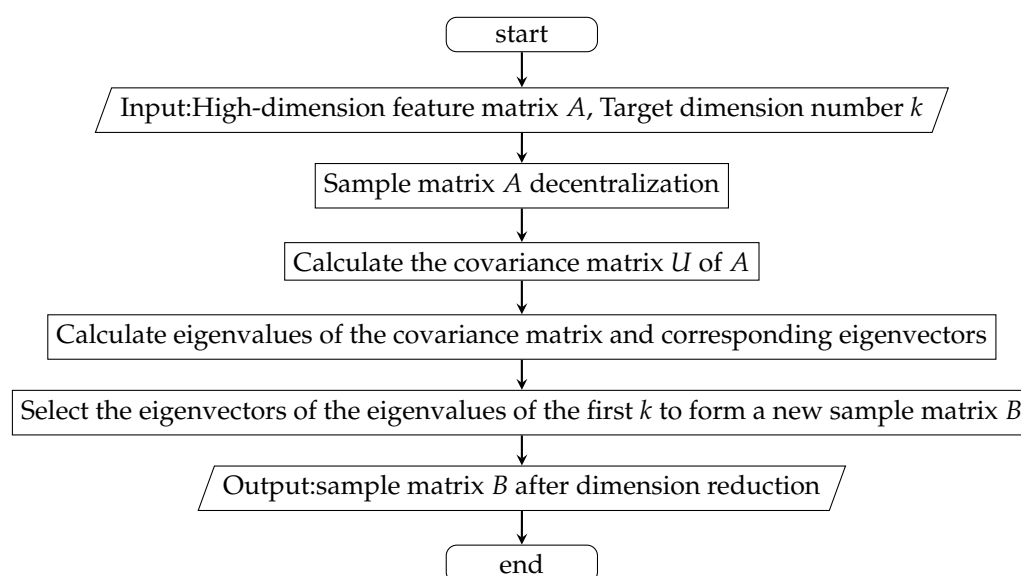 start
Input:High-dimension feature matrix A, Target dimension number k
Sample matrix A decentralization
Calculate the covariance matrix U of A
Calculate eigenvalues of the covariance matrix and corresponding eigenvectors
Select the eigenvectors of the eigenvalues of the first k to form a new sample matrix B
Output:sample matrix B after dimension reduction
end